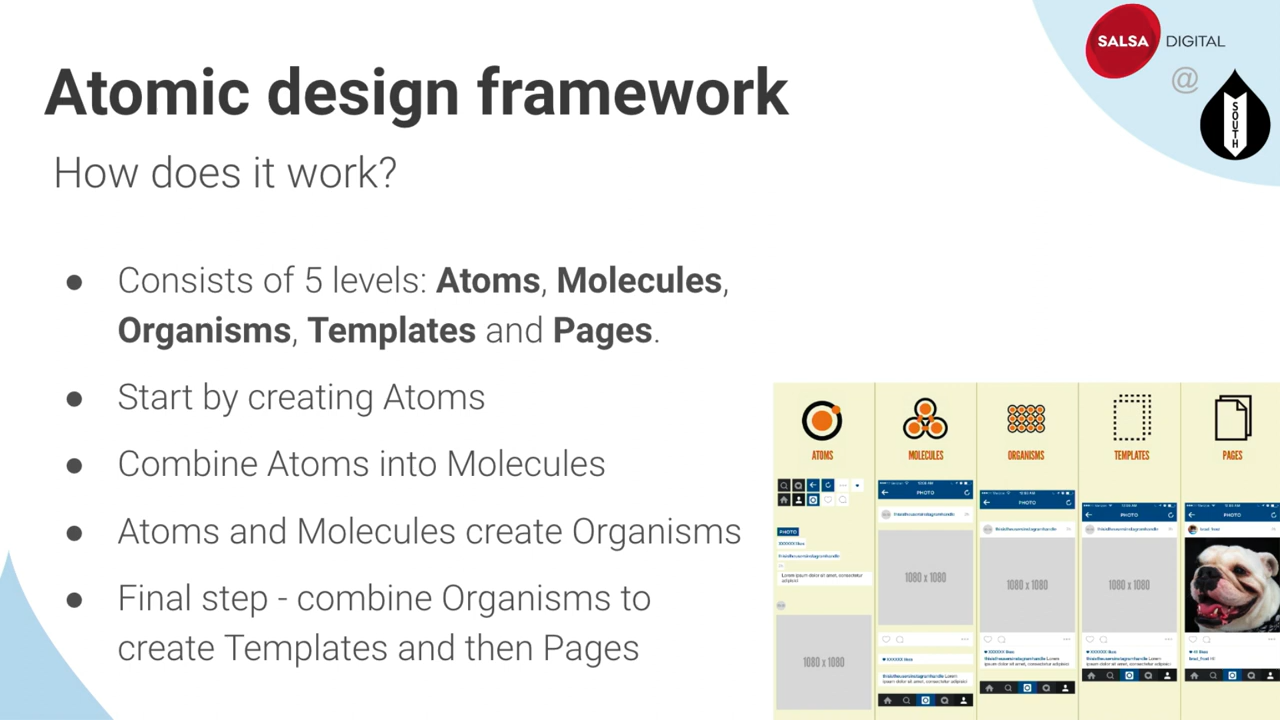 SALSA DIGITAL
@
SOUTH
Atomic design framework
How does it work?
● Consists of 5 levels: Atoms, Molecules,
Organisms, Templates and Pages.
● Start by creating Atoms
● Combine Atoms into Molecules
● Atoms and Molecules create Organisms
● Final step - combine Organisms to
create Templates and then Pages
ATOMS
MOLECULES
ORGANISMS
TEMPLATES
PAGES
PHOTO
1080 x 1080
PHOTO
1080 x 1080
1080 x 1080
1080 x 1080